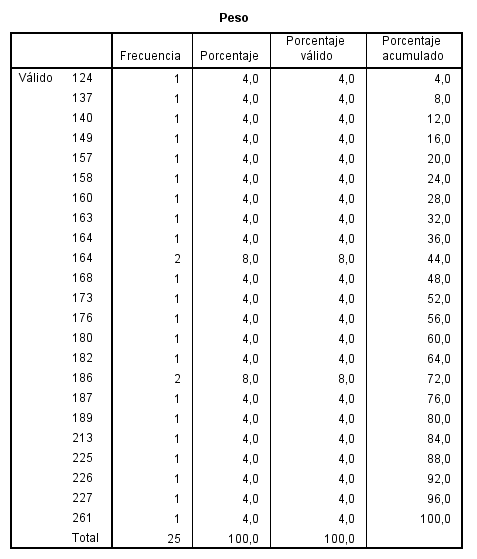 Peso
Frecuencia Porcentaje Porcentaje válido Porcentaje acumulado
Válido 124 1 4,0 4,0 4,0
137 1 4,0 4,0 8,0
140 1 4,0 4,0 12,0
149 1 4,0 4,0 16,0
157 1 4,0 4,0 20,0
158 1 4,0 4,0 24,0
160 1 4,0 4,0 28,0
163 1 4,0 4,0 32,0
164 1 4,0 4,0 36,0
164 2 8,0 8,0 44,0
168 1 4,0 4,0 48,0
173 1 4,0 4,0 52,0
176 1 4,0 4,0 56,0
180 1 4,0 4,0 60,0
182 1 4,0 4,0 64,0
186 2 8,0 8,0 72,0
187 1 4,0 4,0 76,0
189 1 4,0 4,0 80,0
213 1 4,0 4,0 84,0
225 1 4,0 4,0 88,0
226 1 4,0 4,0 92,0
227 1 4,0 4,0 96,0
261 1 4,0 4,0 100,0
Total 25 100,0 100,0